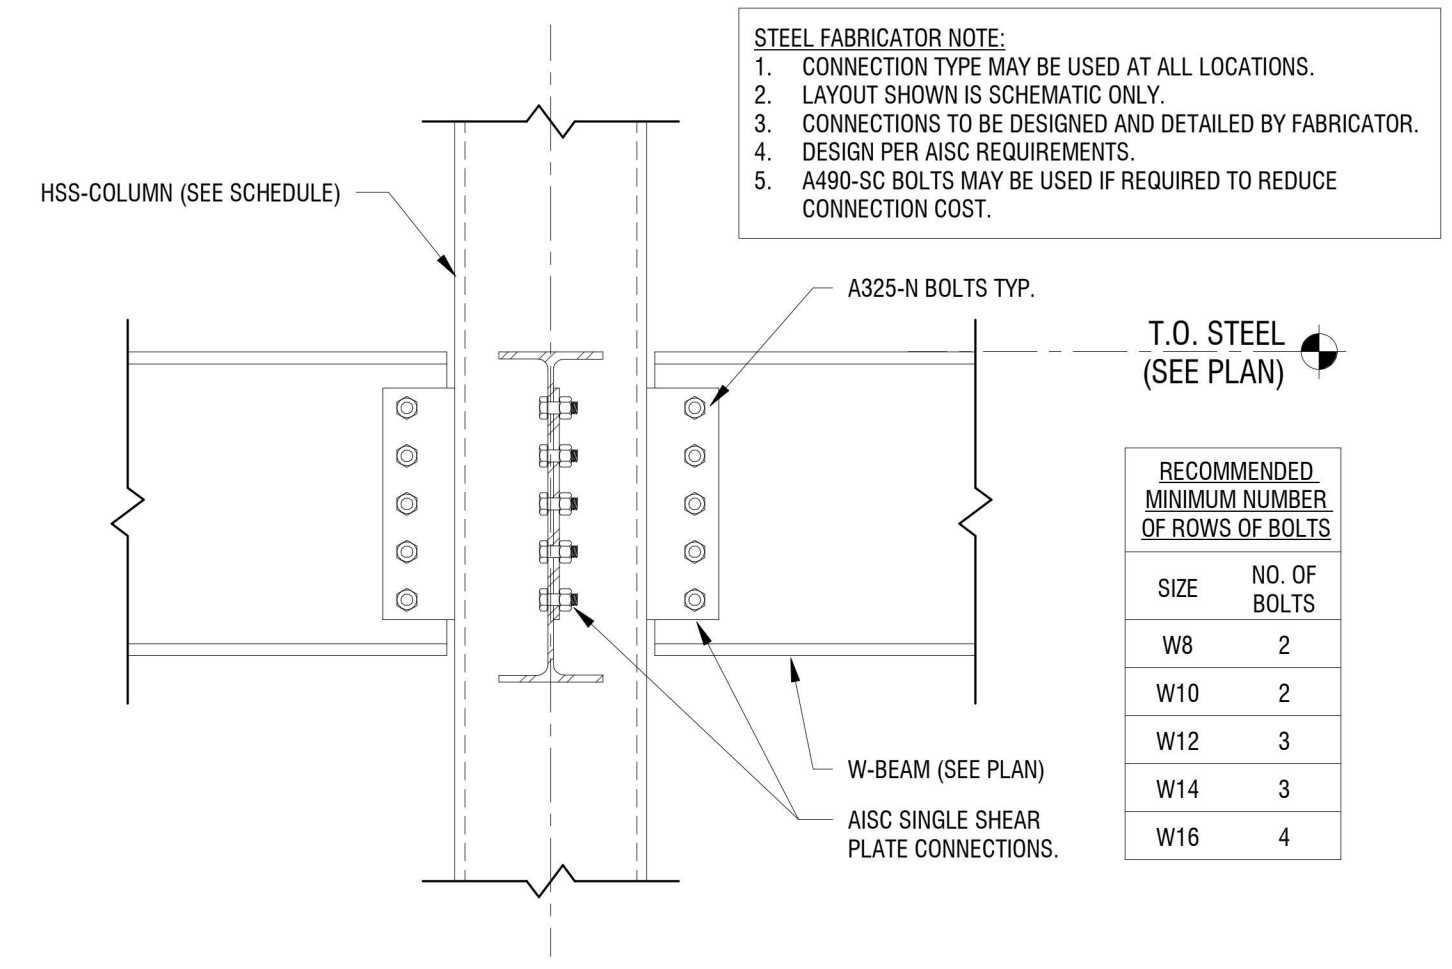 STEEL FABRICATOR NOTE:
1. CONNECTION TYPE MAY BE USED AT ALL LOCATIONS.
2. LAYOUT SHOWN IS SCHEMATIC ONLY.
3. CONNECTIONS TO BE DESIGNED AND DETAILED BY FABRICATOR.
4. DESIGN PER AISC REQUIREMENTS.
5. A490-SC BOLTS MAY BE USED IF REQUIRED TO REDUCE
CONNECTION COST.
HSS-COLUMN (SEE SCHEDULE)
A325-N BOLTS TYP.
T.O. STEEL
(SEE PLAN)
RECOMMENDED
MINIMUM NUMBER
OF ROWS OF BOLTS
SIZE NO. OF
BOLTS
W8 2
W10 2
W12 3
W14 3
W16 4
W-BEAM (SEE PLAN)
AISC SINGLE SHEAR
PLATE CONNECTIONS.